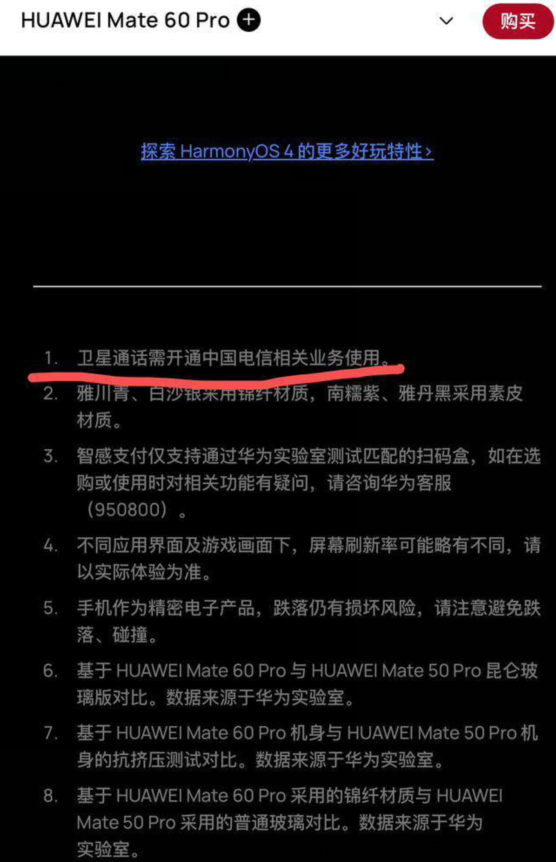 HUAWEI Mate 60 Pro
购买
探索 HarmonyOS 4 的更多好玩特性>
1. 卫星通话需开通中国电信相关业务使用。
2. 雅川青、白沙银采用锦纤材质，南糯紫、雅丹黑采用素皮
材质。
3. 智感支付仅支持通过华为实验室测试匹配的扫码盒，如在选
购或使用时对相关功能有疑问，请咨询华为客服
（950800）。
4. 不同应用界面及游戏画面下，屏幕刷新率可能略有不同，请
以实际体验为准。
5. 手机作为精密电子产品，跌落仍有损坏风险，请注意避免跌
落、碰撞。
6. 基于 HUAWEI Mate 60 Pro 与 HUAWEI Mate 50 Pro 昆仑玻
璃版对比。数据来源于华为实验室。
7. 基于 HUAWEI Mate 60 Pro 机身与 HUAWEI Mate 50 Pro 机
身的抗挤压测试对比。数据来源于华为实验室。
8. 基于 HUAWEI Mate 60 Pro 采用的锦纤材质与 HUAWEI
Mate 50 Pro 采用的普通玻璃对比。数据来源于华为
实验室。